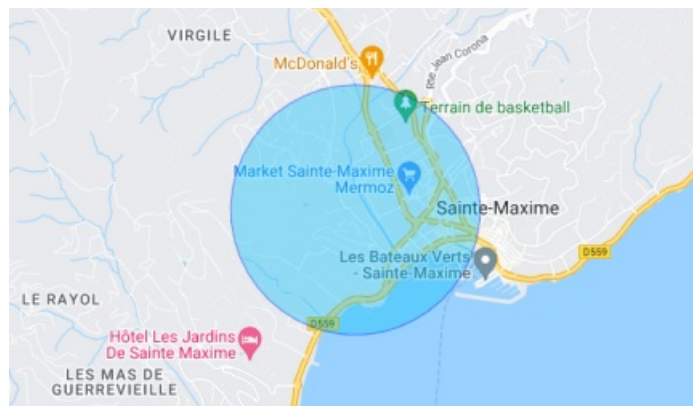 VIRGILE
McDonald's
Rte Jean Corona
Terrain de basketball
Market Sainte-Maxime
Mermoz
Sainte-Maxime
Les Bateaux Verts
- Sainte-Maxime
D559
LE RAYOL
D559
Hôtel Les Jardins
De Sainte Maxime
LES MAS DE
GUERREVIEILLE